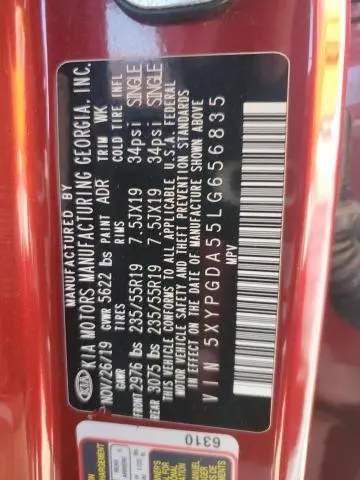 MANUFACTURED BY
KIA KIA MOTORS MANUFACTURING GEORGIA, INC.
NOV/26/19 GVWR 5622 lbs PAINT ADR TRIM WK
GAWR RIMS COLD TIRE INFL
FRONT 2976 lbs 235/55R19 7.5JX19 34psi SINGLE
REAR 3075 lbs 235/55R19 7.5JX19 34psi SINGLE
THIS VEHICLE CONFORMS TO ALL APPLICABLE U.S.A. FEDERAL
MOTOR VEHICLE SAFETY AND THEFT PREVENTION STANDARDS
IN EFFECT ON THE DATE OF MANUFACTURE SHOWN ABOVE
VIN 5XYPGDA55LG656835
MPV
6310